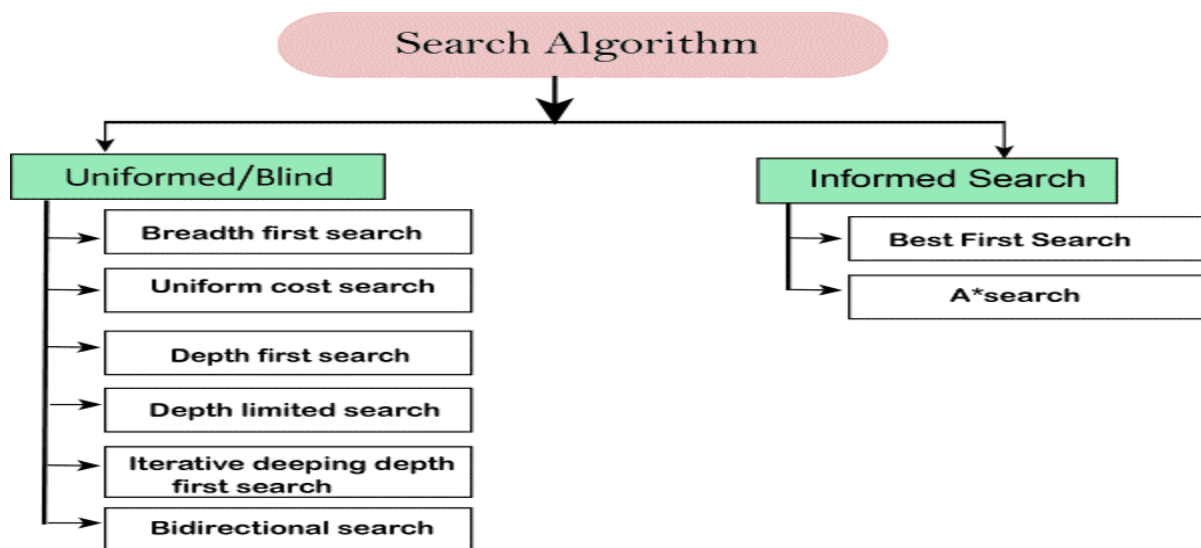 Search Algorithm
Uniformed/Blind
Breadth first search
Uniform cost search
Depth first search
Depth limited search
Iterative deeping depth
first search
Bidirectional search
Informed Search
Best First Search
A*search